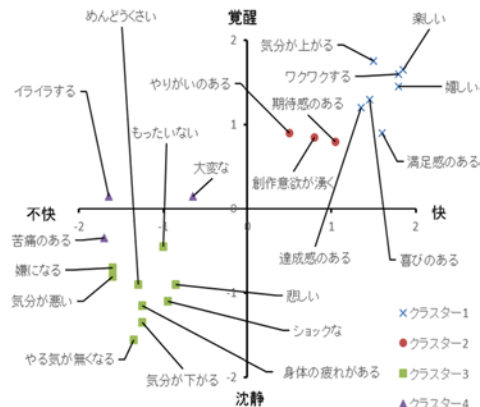 めんどうくさい
覚醒
楽しい
2
気分が上がる
ワクワクする
イライラする
やりがいのある
期待感のある
嬉しい
もったいない
1
大変な
創作意欲が湧く
満足感のある
0
不快
-2
-1
0
1
2
快
苦痛のある
嫌になる
達成感のある
喜びのある
気分が悪い
悲しい
-1
ショックな
クラスター1
クラスター2
やる気が無くなる
気分が下がる
身体の疲れがある
クラスター3
-2
沈静
クラスター4